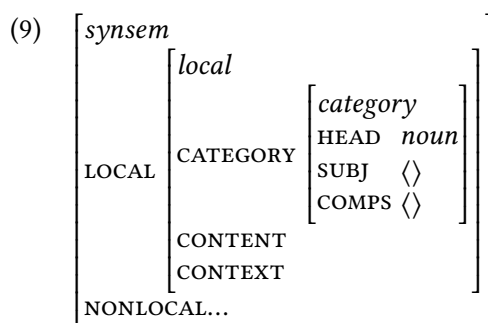 (9)
synsem
local
category
HEAD noun
CATEGORY
SUBJ ⟨⟩
LOCAL
COMPS ⟨⟩
CONTENT
CONTEXT
NONLOCAL...